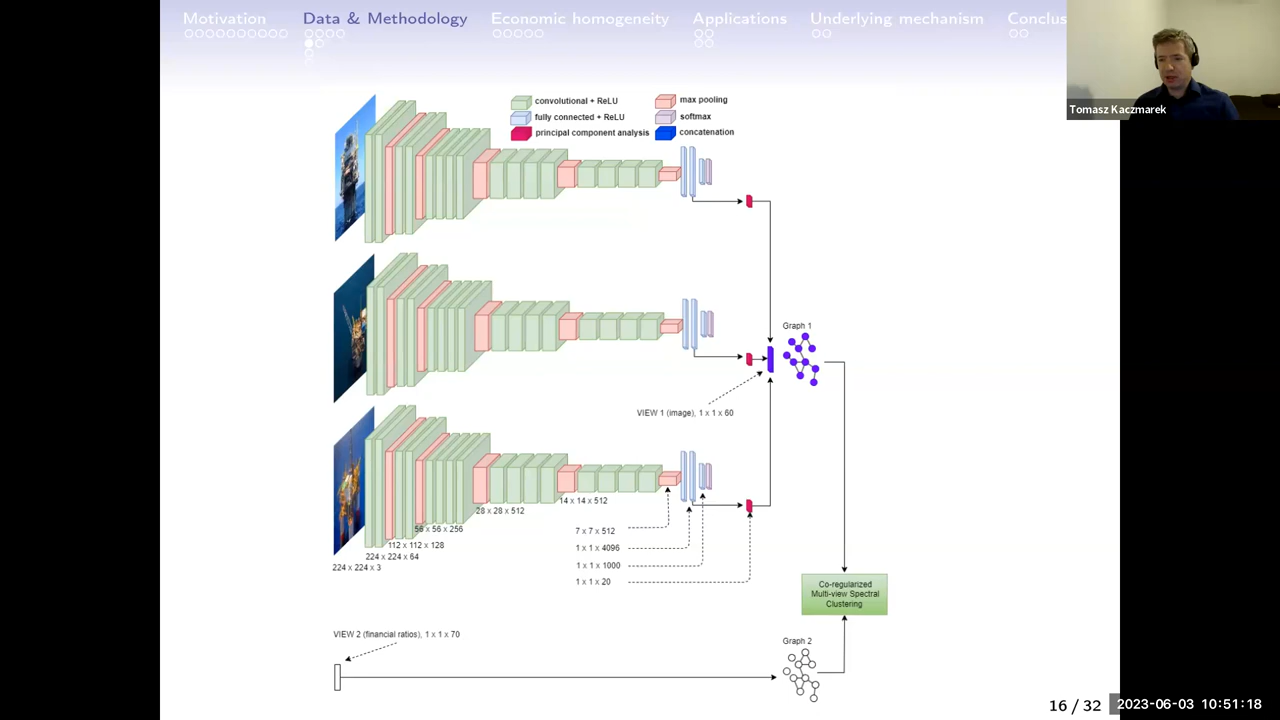 Motivation
Data & Methodology
Economic homogeneity
Applications
Underlying mechanism
Conclus
Tomasz Kaczmarek
convolutional + ReLU
max pooling
fully connected + ReLU
softmax
principal component analysis
concatenation
Graph 1
VIEW 1 (image), 1 x 1 x 60
14 x 14 x 512
28 x 28 x 512
56 x 56 x 256
112 x 112 x 128
224 x 224 x 64
224 x 224 x 3
7 x 7 x 512
1 x 1 x 4096
1 x 1 x 1000
1 x 1 x 20
Co-regularized
Multi-view Spectral
Clustering
VIEW 2 (financial ratios), 1 x 1 x 70
Graph 2
16 / 32
2023-06-03 10:51:18